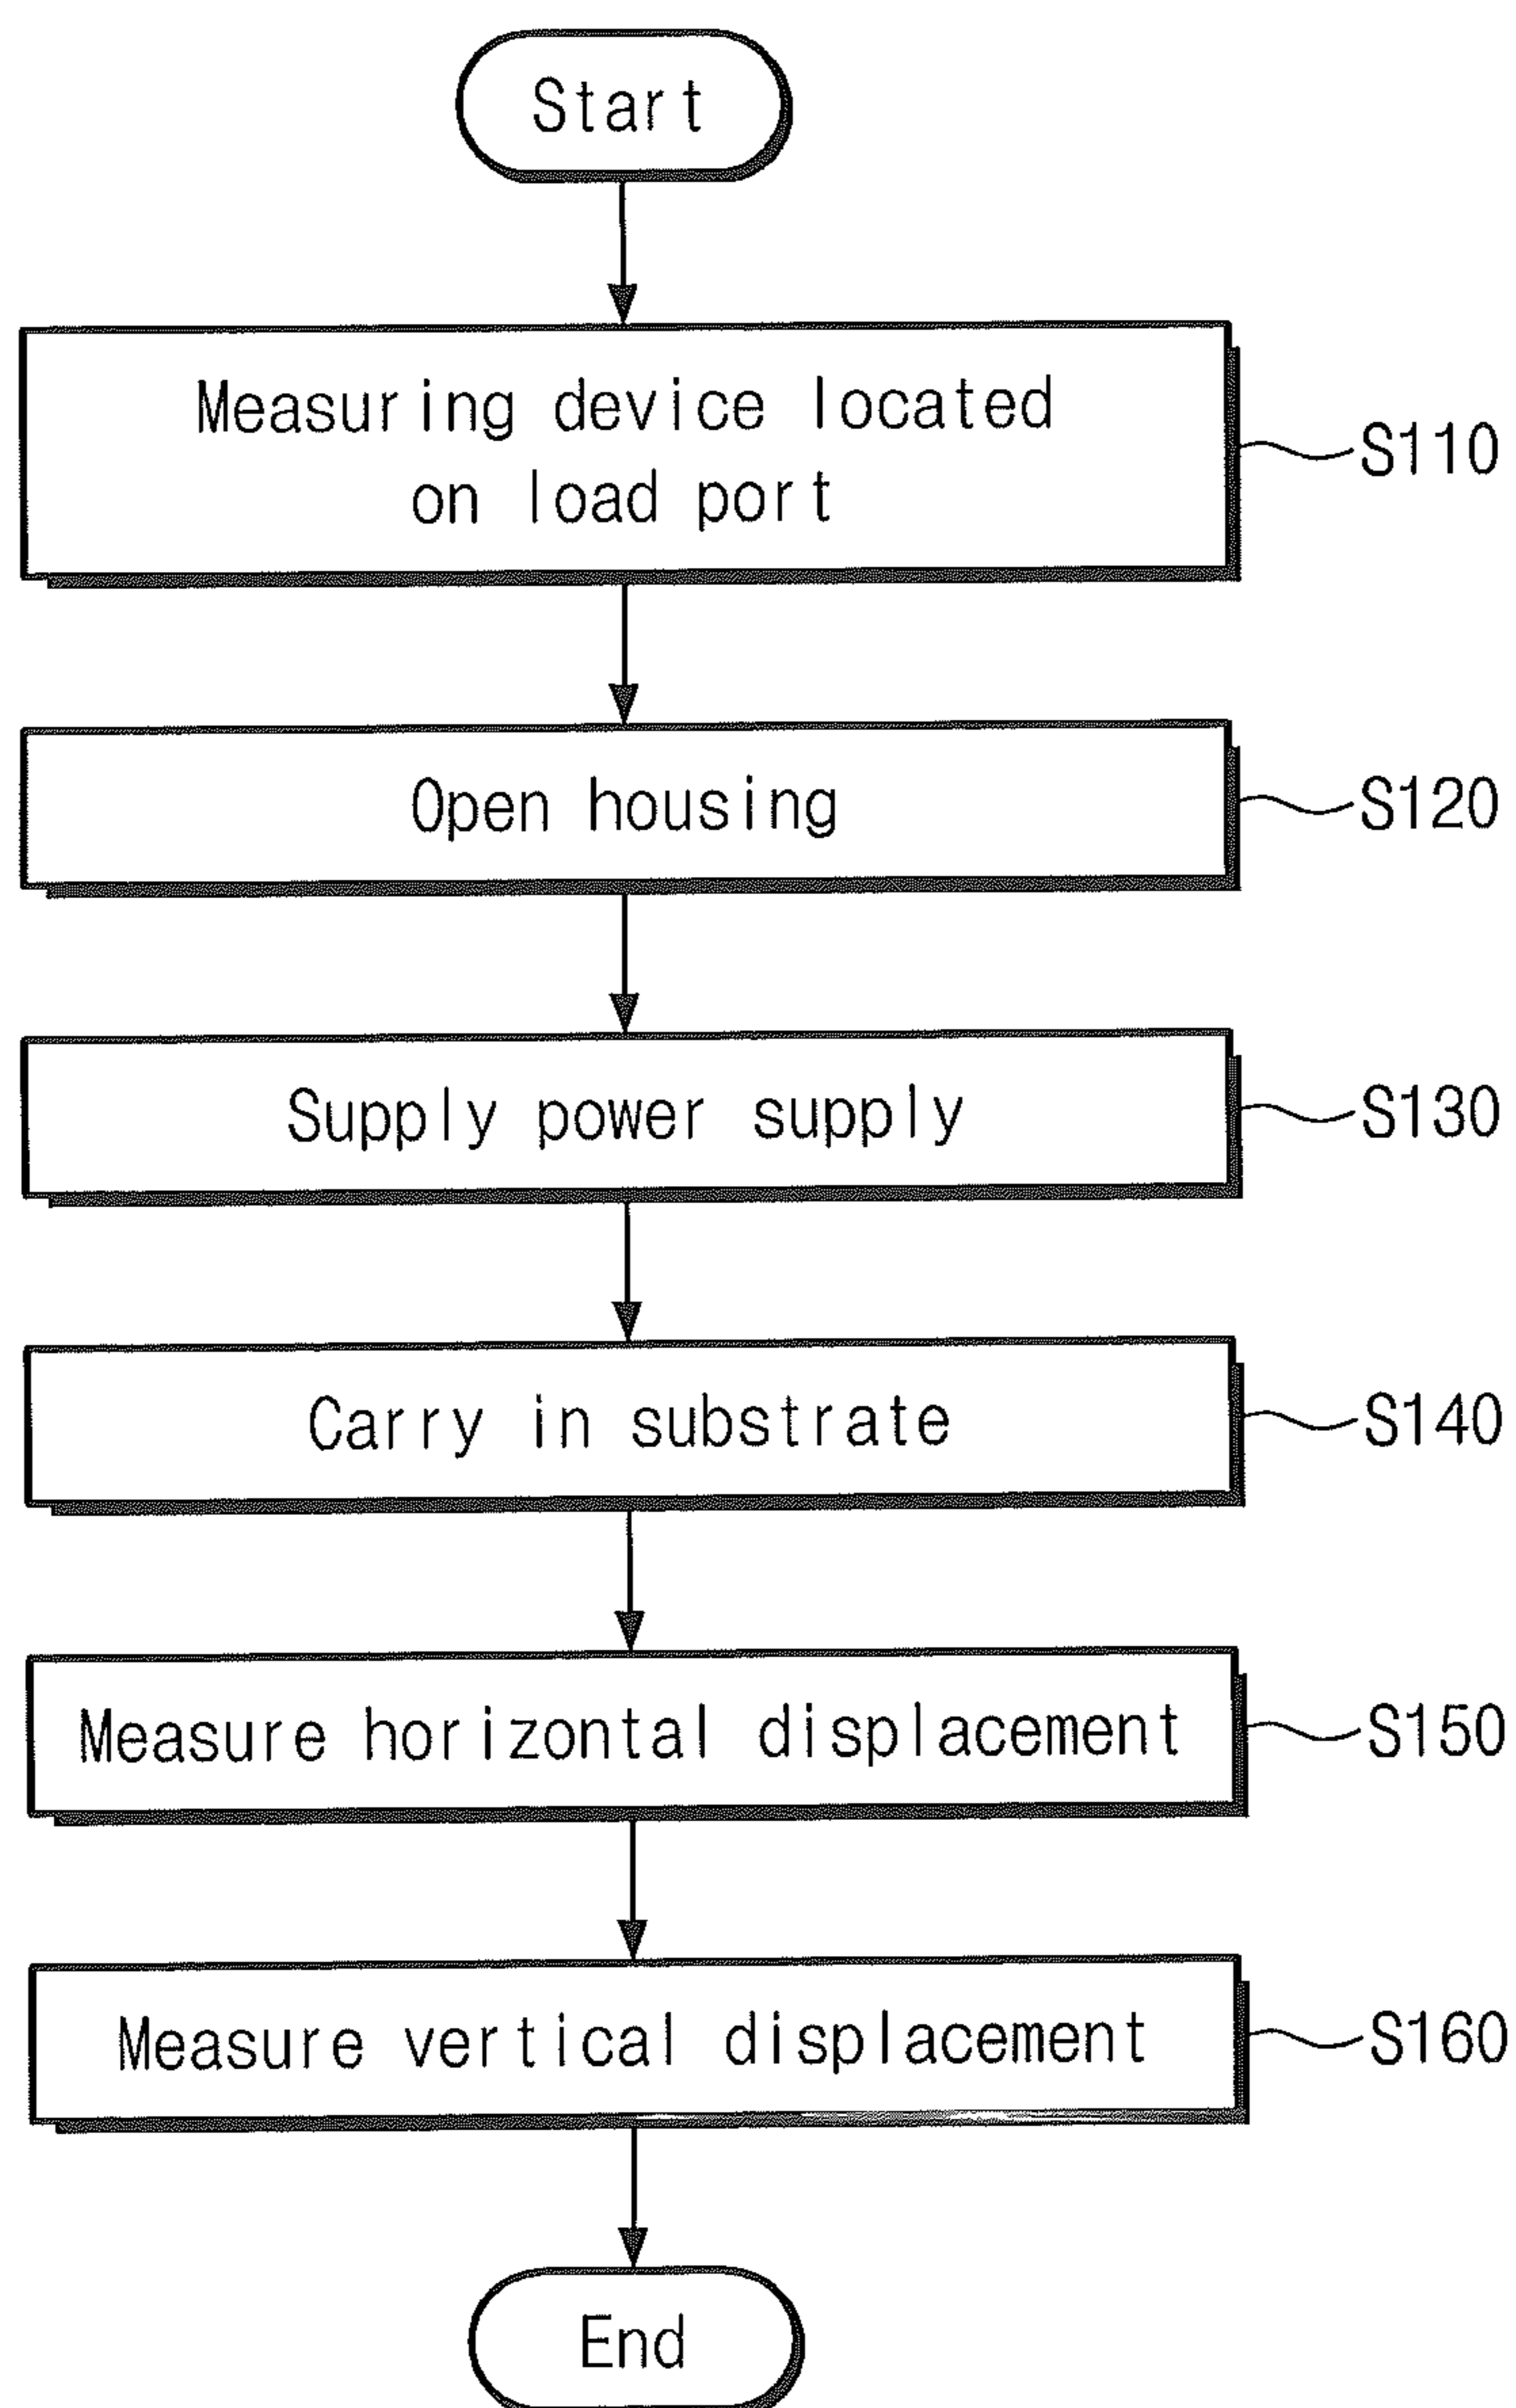 Start
Measuring device located
on load port
S110
Open housing
S120
Supply power supply
S130
Carry in substrate
S140
Measure horizontal displacement
S150
Measure vertical displacement
S160
End